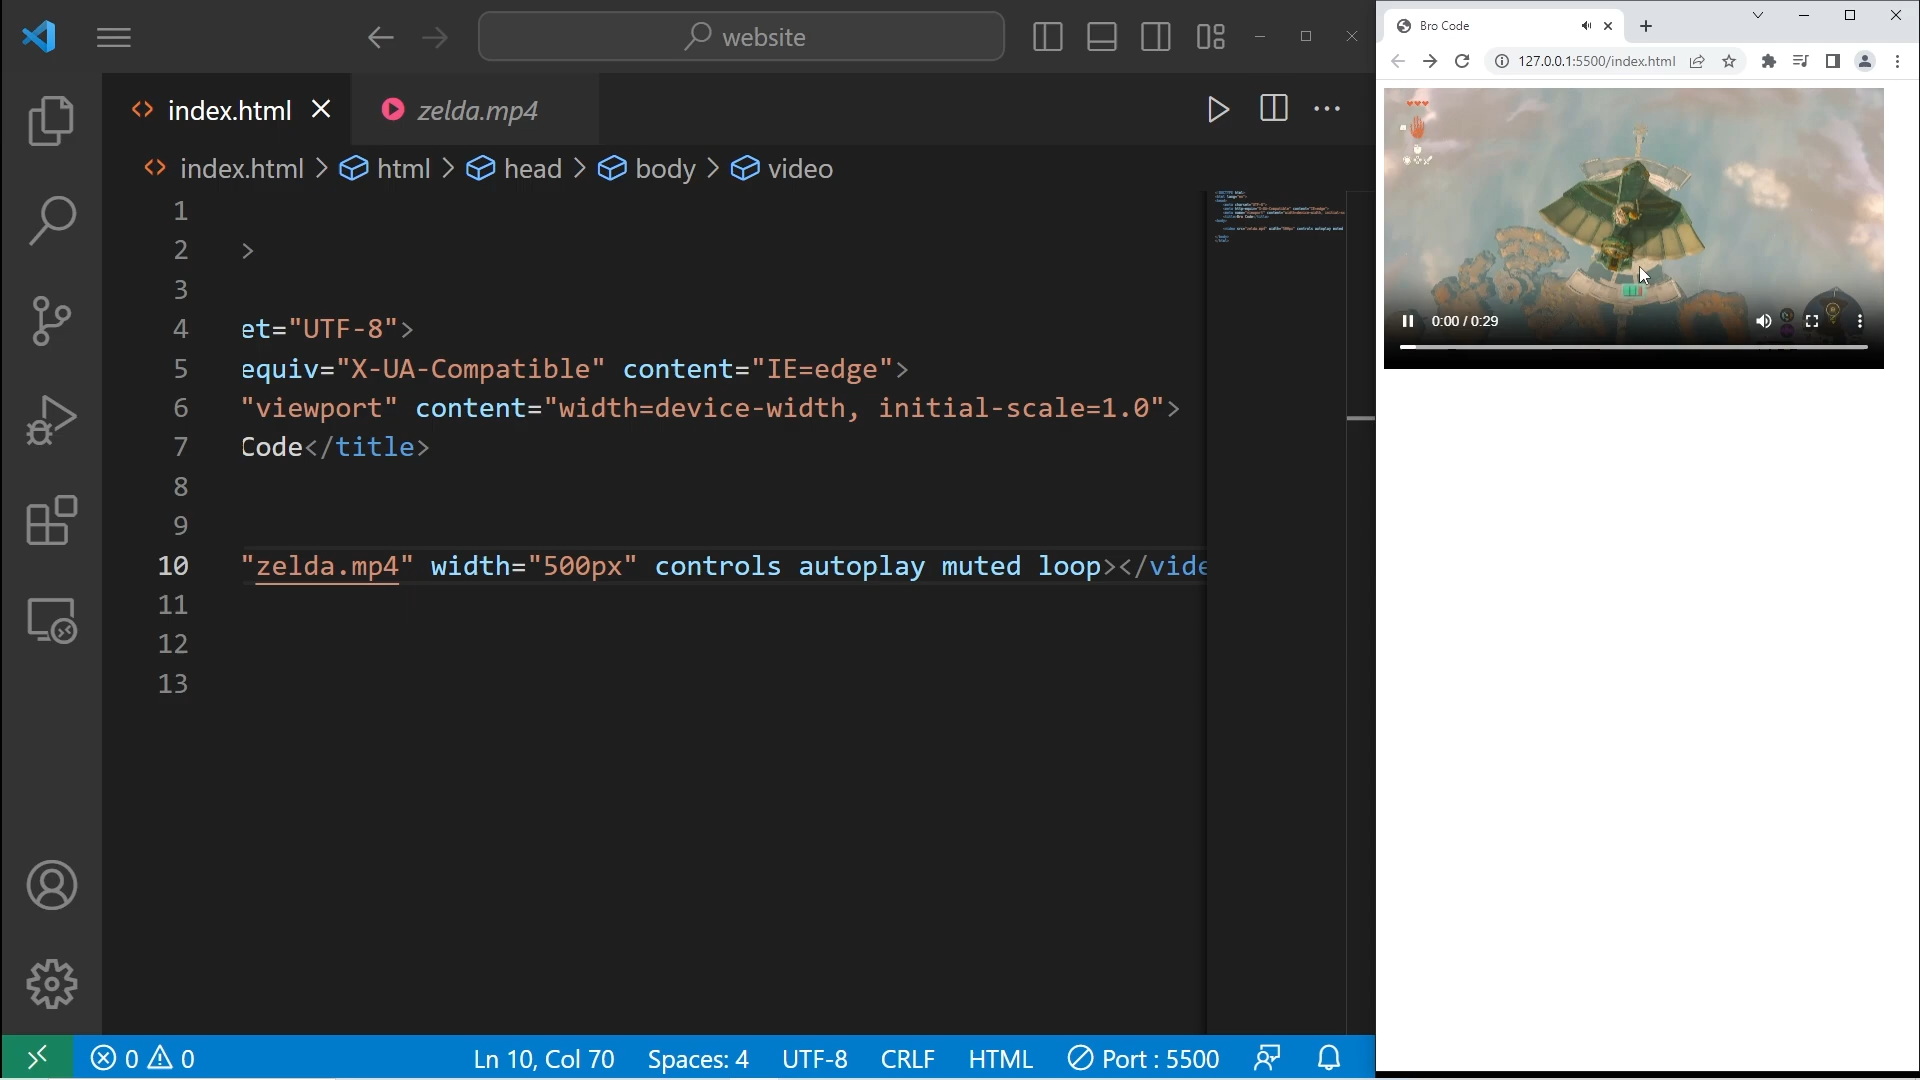 website
index.html
zelda.mp4
index.html > html > head > body > video
1
2 >
3
4 et="UTF-8">
5 equiv="X-UA-Compatible" content="IE=edge">
6 "viewport" content="width=device-width, initial-scale=1.0">
7 Code</title>
8
9
10 "zelda.mp4" width="500px" controls autoplay muted loop></vide
11
12
13
0 0
Ln 10, Col 70
Spaces: 4
UTF-8
CRLF
HTML
Port : 5500
Bro Code
127.0.0.1:5500/index.html
0:00 / 0:29